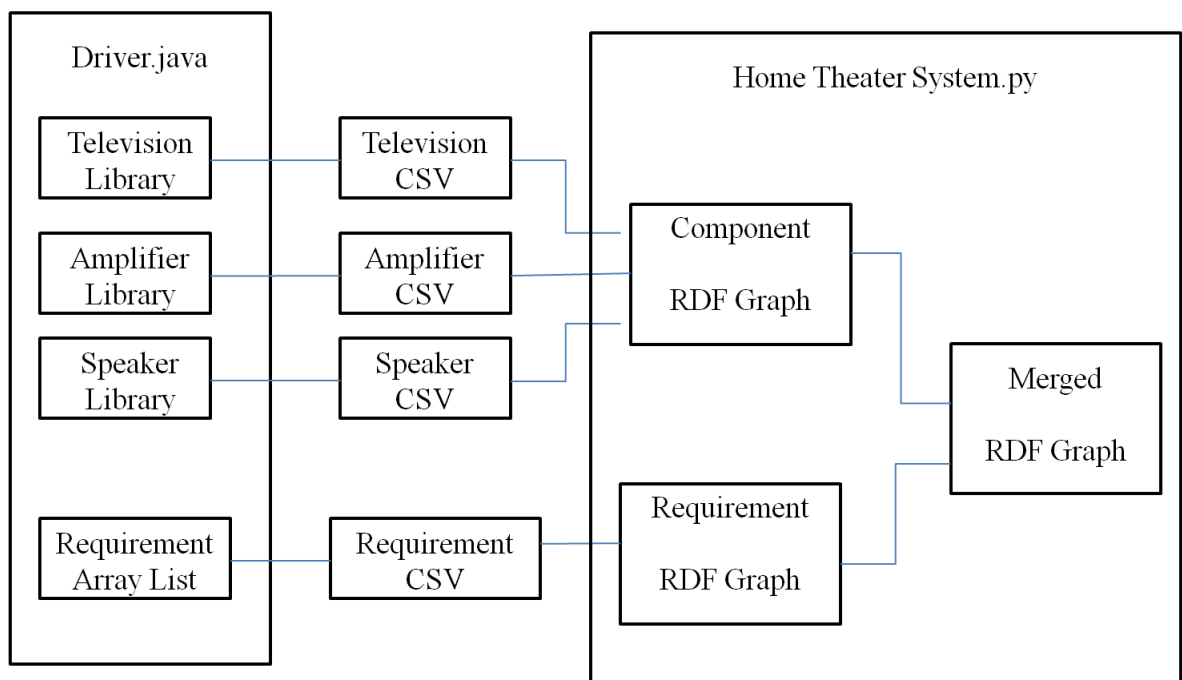 Driver.java
Television
Library
Amplifier
Library
Speaker
Library
Requirement
Array List
Television
CSV
Amplifier
CSV
Speaker
CSV
Requirement
CSV
Home Theater System.py
Component
RDF Graph
Requirement
RDF Graph
Merged
RDF Graph